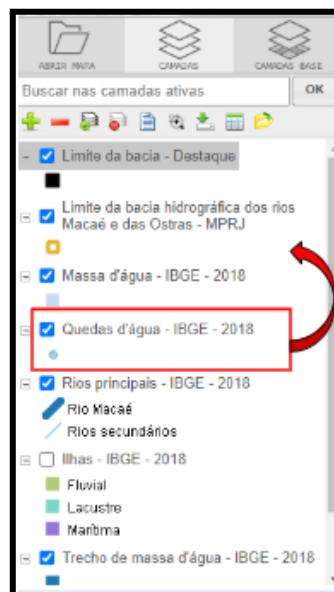 ABRIR MAPA CAMADAS CAMADAS BASE
Buscar nas camadas ativas OK
Limite da bacia - Destaque
Limite da bacia hidrográfica dos rios
Macaé e das Ostras - MPRJ
Massa d'água - IBGE - 2018
Quedas d'água - IBGE - 2018
Rios principais - IBGE - 2018
Rio Macaé
Rios secundários
Ilhas - IBGE - 2018
Fluvial
Lacustre
Marítima
Trecho de massa d'água - IBGE - 2018